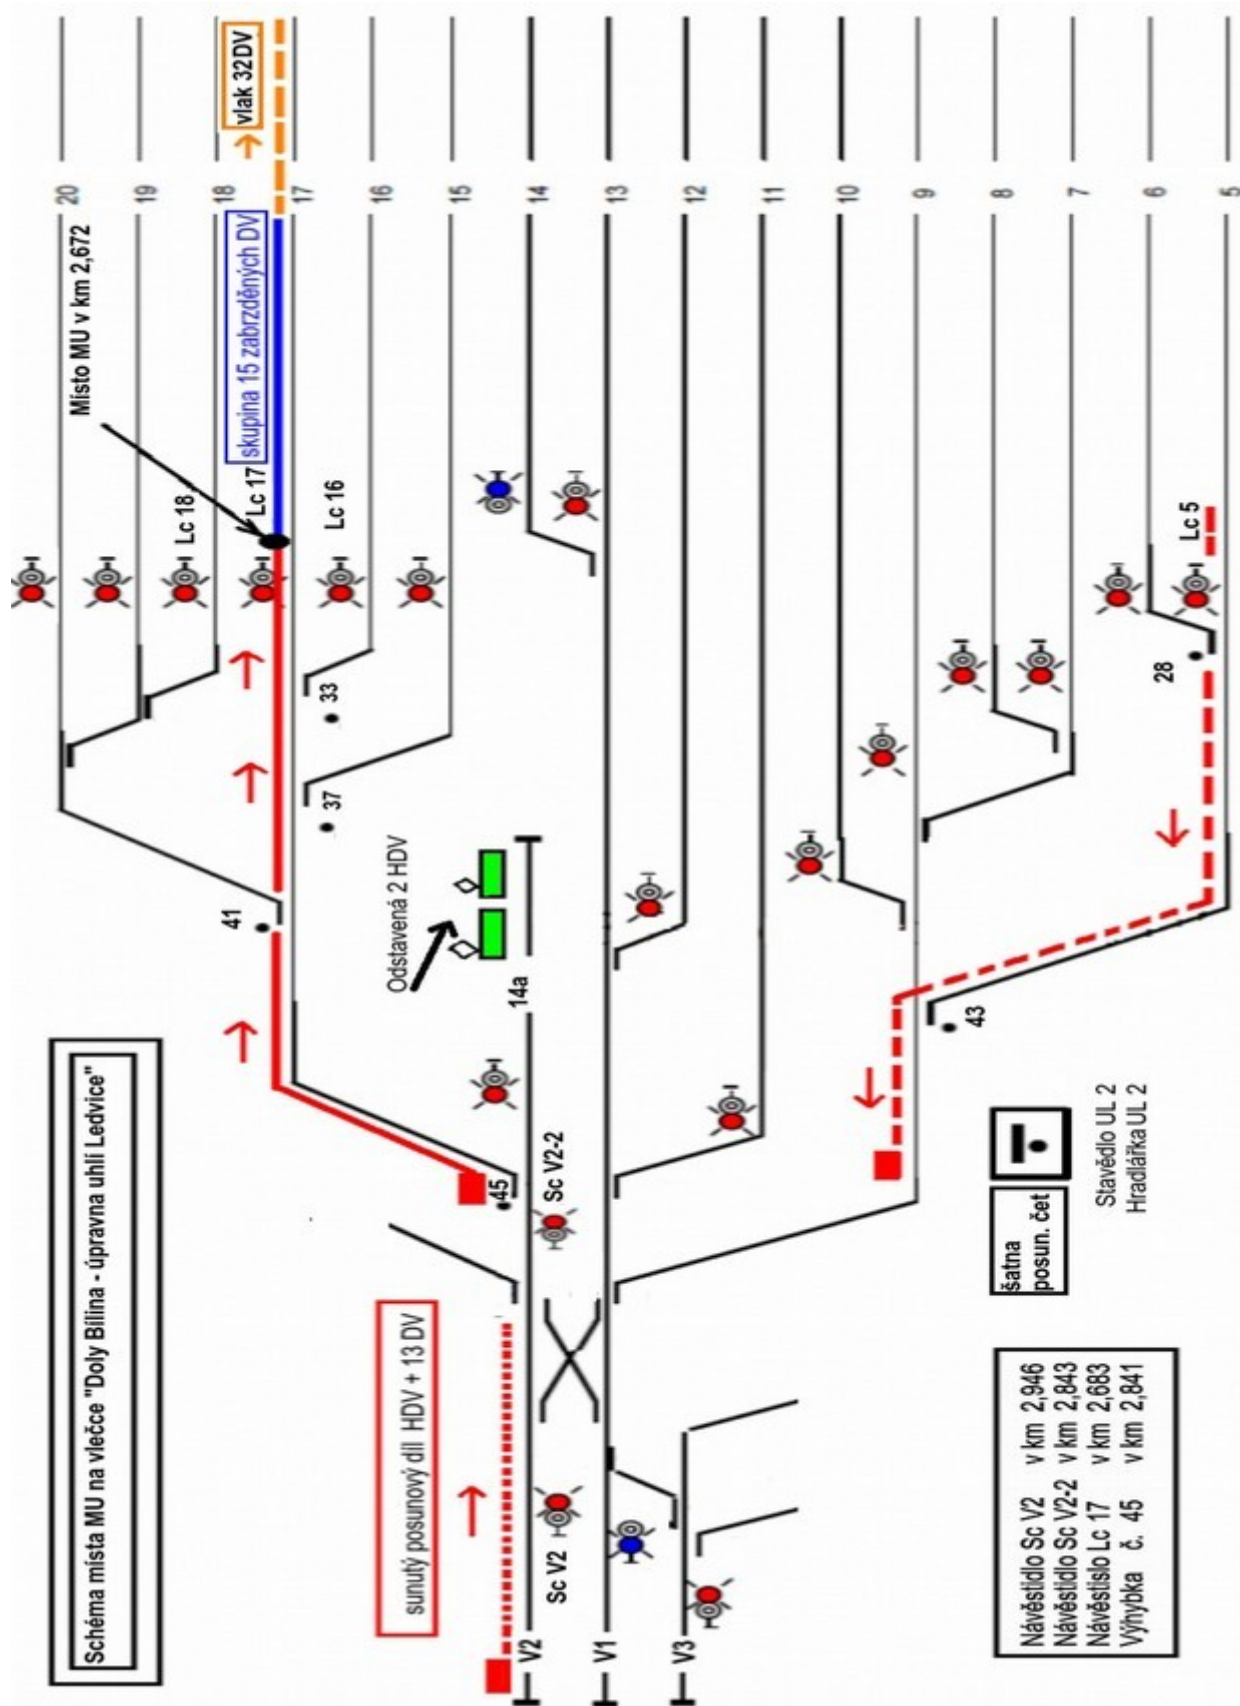 Schéma místa MU na vlečce "Doly Bílina - úpravna uhlí Ledvice"
Místo MU v km 2,672
skupina 15 zabrzděných DV
vlak 32DV
20
19
18
17
16
15
14
13
12
11
10
9
8
7
6
5
Lc 18
Lc 17
Lc 16
41
33
37
Odstavená 2 HDV
14a
45
Sc V2-2
sunutý posunový díl HDV + 13 DV
Sc V2
V2
V1
V3
Lc 5
28
43
šatna
posun. čet
Stavědlo UL 2
Hradlářka UL 2
Návěstidlo Sc V2 v km 2,946
Návěstidlo Sc V2-2 v km 2,843
Návěstislo Lc 17 v km 2,683
Výhybka č. 45 v km 2,841